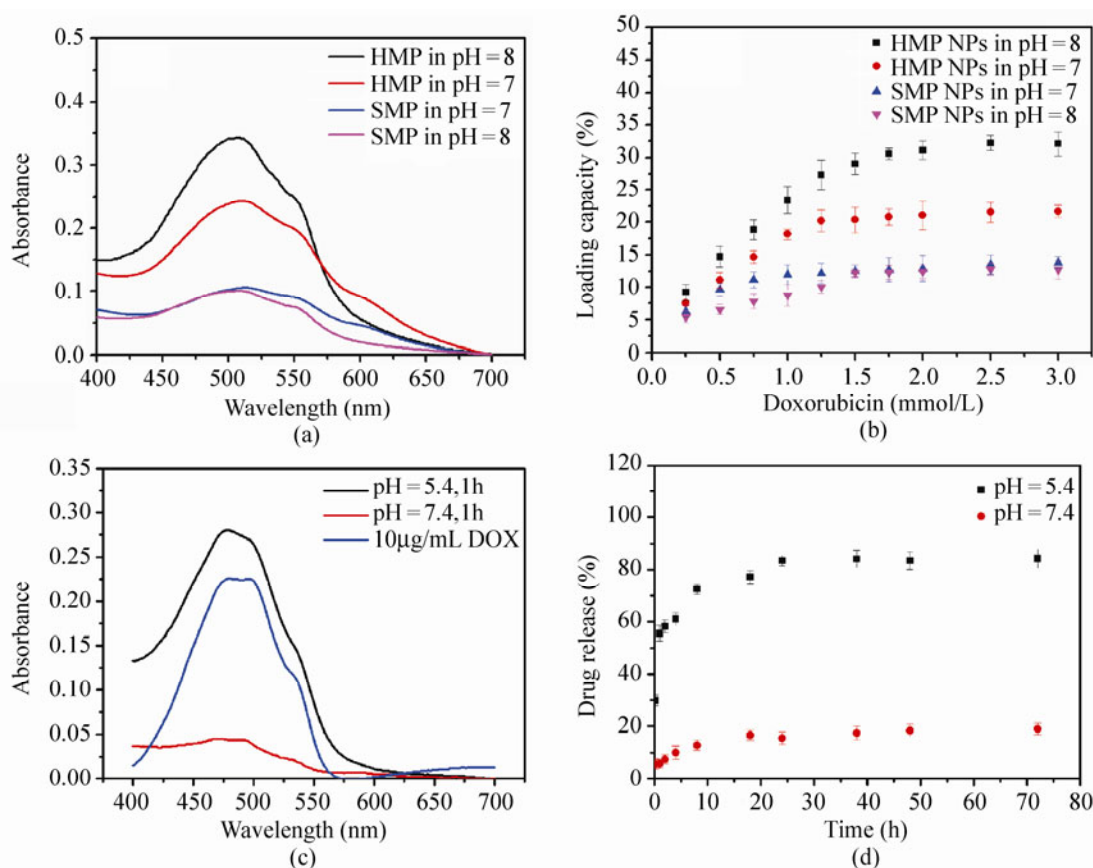 0.5
0.4
0.3
0.2
0.1
0.0
Absorbance
HMP in pH = 8
HMP in pH = 7
SMP in pH = 7
SMP in pH = 8
400 450 500 550 600 650 700
Wavelength (nm)
(a)
50
45
40
35
30
25
20
15
10
5
0
Loading capacity (%)
HMP NPs in pH = 8
HMP NPs in pH = 7
SMP NPs in pH = 7
SMP NPs in pH = 8
0.0 0.5 1.0 1.5 2.0 2.5 3.0
Doxorubicin (mmol/L)
(b)
0.35
0.30
0.25
0.20
0.15
0.10
0.05
0.00
Absorbance
pH = 5.4,1h
pH = 7.4,1h
10μg/mL DOX
400 450 500 550 600 650 700
Wavelength (nm)
(c)
120
100
80
60
40
20
0
Drug release (%)
pH = 5.4
pH = 7.4
0 10 20 30 40 50 60 70 80
Time (h)
(d)